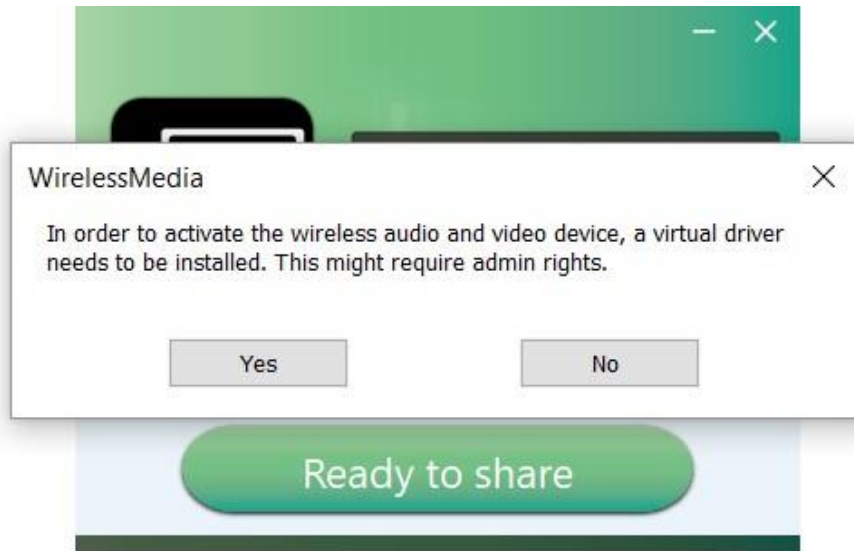 WirelessMedia
In order to activate the wireless audio and video device, a virtual driver
needs to be installed. This might require admin rights.
Yes
No
Ready to share